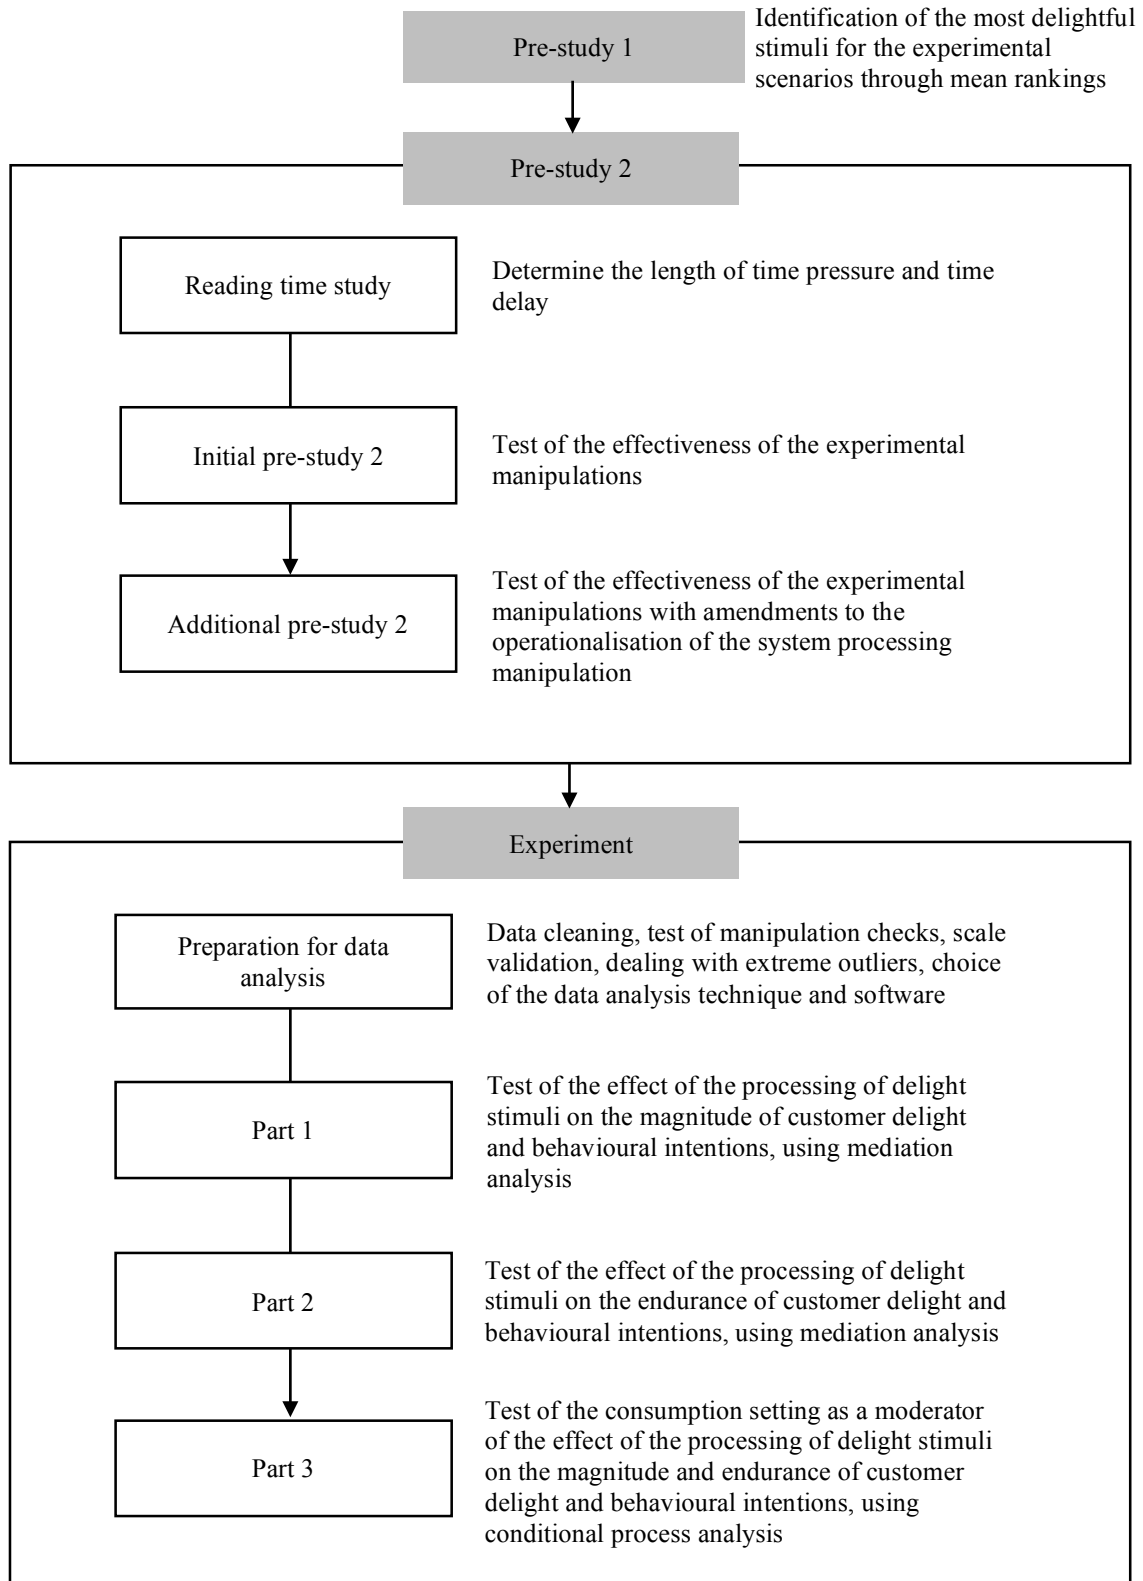 Pre-study 1
Identification of the most delightful
stimuli for the experimental
scenarios through mean rankings
Pre-study 2
Reading time study
Determine the length of time pressure and time
delay
Initial pre-study 2
Test of the effectiveness of the experimental
manipulations
Additional pre-study 2
Test of the effectiveness of the experimental
manipulations with amendments to the
operationalisation of the system processing
manipulation
Experiment
Preparation for data
analysis
Data cleaning, test of manipulation checks, scale
validation, dealing with extreme outliers, choice
of the data analysis technique and software
Part 1
Test of the effect of the processing of delight
stimuli on the magnitude of customer delight
and behavioural intentions, using mediation
analysis
Part 2
Test of the effect of the processing of delight
stimuli on the endurance of customer delight and
behavioural intentions, using mediation analysis
Part 3
Test of the consumption setting as a moderator
of the effect of the processing of delight stimuli
on the magnitude and endurance of customer
delight and behavioural intentions, using
conditional process analysis